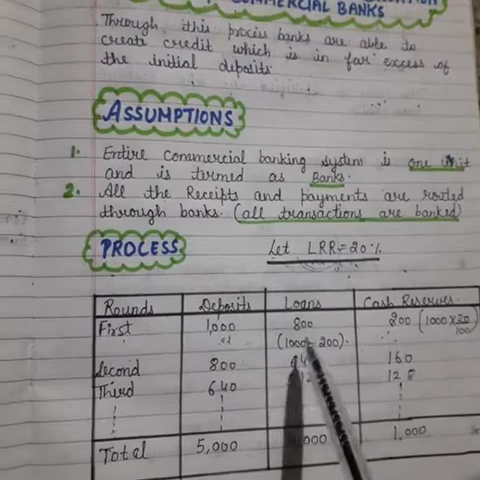 COMMERCIAL BANKS
Through this process banks are able to
create credit which is in far excess of
the initial deposits.
ASSUMPTIONS
1. Entire commercial banking system is one unit
and is termed as Banks.
2. All the Receipts and payments are routed
through banks. (all transactions are banked)
PROCESS Let LRR=20%
Rounds Deposits Loans Cash Reserves.
First 1,000 800 200 (1000 x 20/100)
(1000-200).
Second 800 160
Third 640 128
Total 5,000 1,000